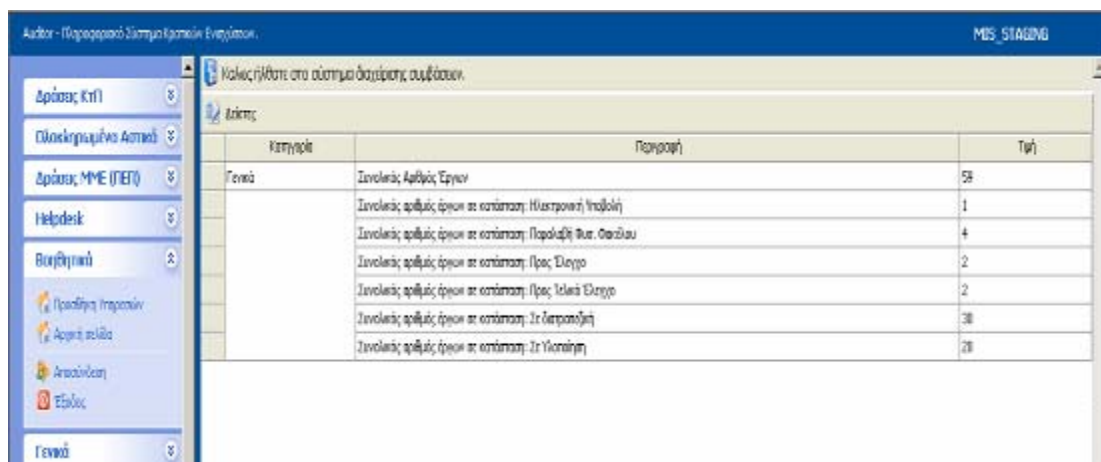 Auditor - Πληροφοριακό Σύστημα Κρατικών Ενισχύσεων. MIS_STAGING
Καλώς ήλθατε στο σύστημα διαχείρισης συμβάσεων.
Δράσεις ΚτΠ
Δείκτες
Ολοκληρωμένα Αστικά
Κατηγορία Περιγραφή Τιμή
Δράσεις ΜΜΕ (ΠΕΠ)
Γενικά Συνολικός Αριθμός Έργων 59
Συνολικός αριθμός έργων σε κατάσταση: Ηλεκτρονική Υποβολή 1
Helpdesk
Συνολικός αριθμός έργων σε κατάσταση: Παραλαβή Φυσ. Φακέλου 4
Βοηθητικά
Συνολικός αριθμός έργων σε κατάσταση: Προς Έλεγχο 2
Συνολικός αριθμός έργων σε κατάσταση: Προς Τελικό Έλεγχο 2
Προσθήκη Υπηρεσιών
Συνολικός αριθμός έργων σε κατάσταση: Σε διαπραγ 30
Αρχική σελίδα
Συνολικός αριθμός έργων σε κατάσταση: Σε Υλοποίηση 20
Αποσύνδεση
Έξοδος
Γενικά